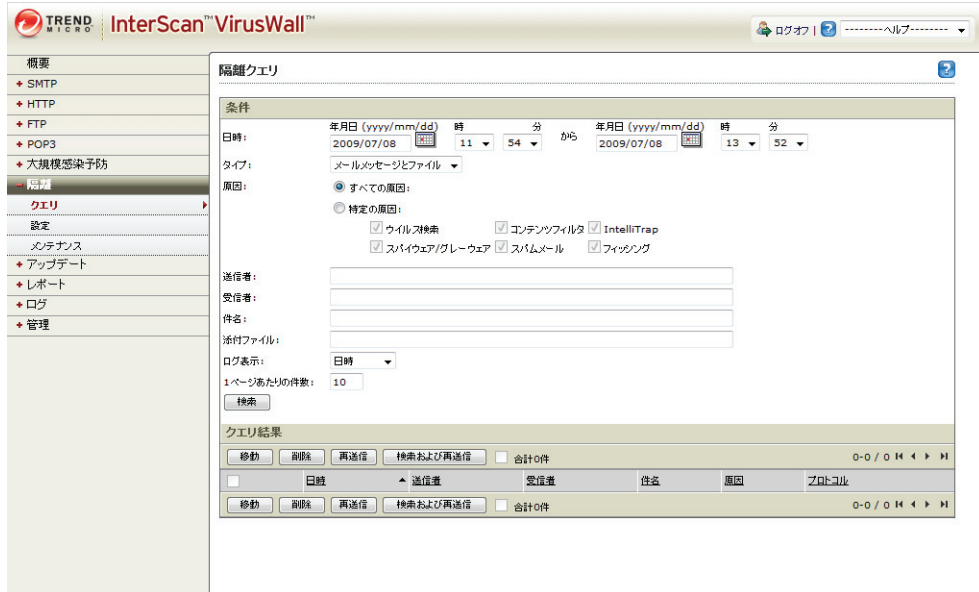 TREND MICRO InterScan™VirusWall™
ログオフ | --------ヘルプ--------
概要
+ SMTP
+ HTTP
+ FTP
+ POP3
+ 大規模感染予防
- 隔離
クエリ
設定
メンテナンス
+ アップデート
+ レポート
+ ログ
+ 管理
隔離クエリ
条件
年月日 (yyyy/mm/dd) 時 分 年月日 (yyyy/mm/dd) 時 分
日時: 2009/07/08 11 54 から 2009/07/08 13 52
タイプ: メールメッセージとファイル
原因: すべての原因:
特定の原因:
ウイルス検索 コンテンツフィルタ IntelliTrap
スパイウェア/グレーウェア スパムメール フィッシング
送信者:
受信者:
件名:
添付ファイル:
ログ表示: 日時
1ページあたりの件数: 10
検索
クエリ結果
移動 削除 再送信 検索および再送信 合計0件 0-0 / 0
日時 送信者 受信者 件名 原因 プロトコル
移動 削除 再送信 検索および再送信 合計0件 0-0 / 0